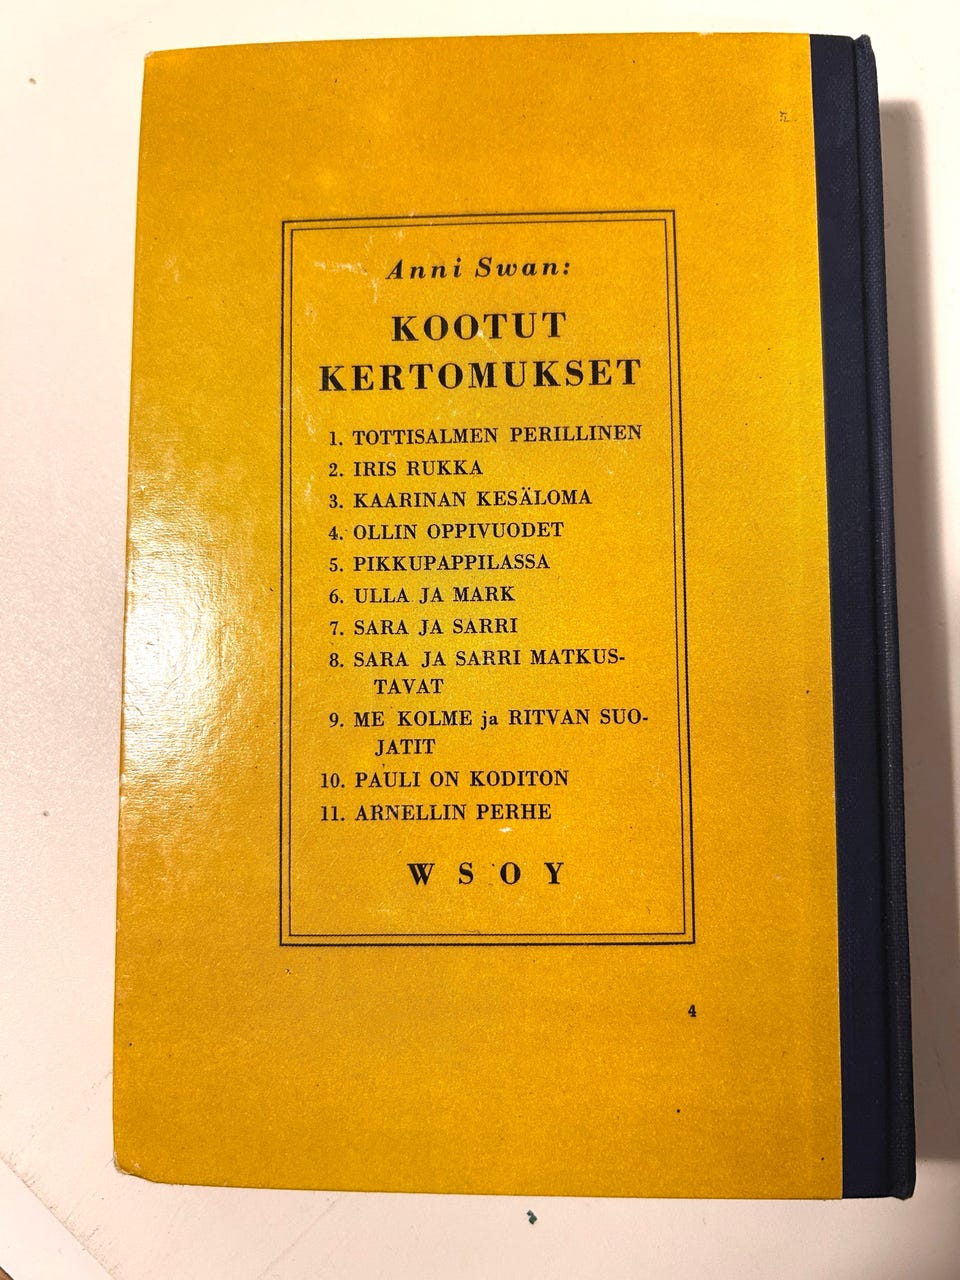 Anni Swan:
KOOTUT
KERTOMUKSET
1. TOTTISALMEN PERILLINEN
2. IRIS RUKKA
3. KAARINAN KESÄLOMA
4. OLLIN OPPIVUODET
5. PIKKUPAPPILASSA
6. ULLA JA MARK
7. SARA JA SARRI
8. SARA JA SARRI MATKUS-
TAVAT
9. ME KOLME ja RITVAN SUO-
JATIT
10. PAULI ON KODITON
11. ARNELLIN PERHE
WSOY
4